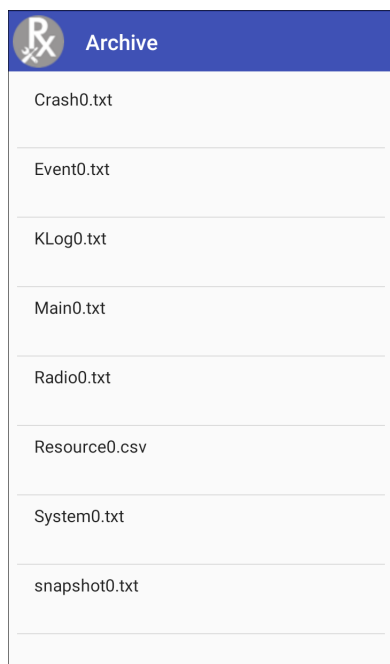 Rx
Archive
Crash0.txt
Event0.txt
KLog0.txt
Main0.txt
Radio0.txt
Resource0.csv
System0.txt
snapshot0.txt